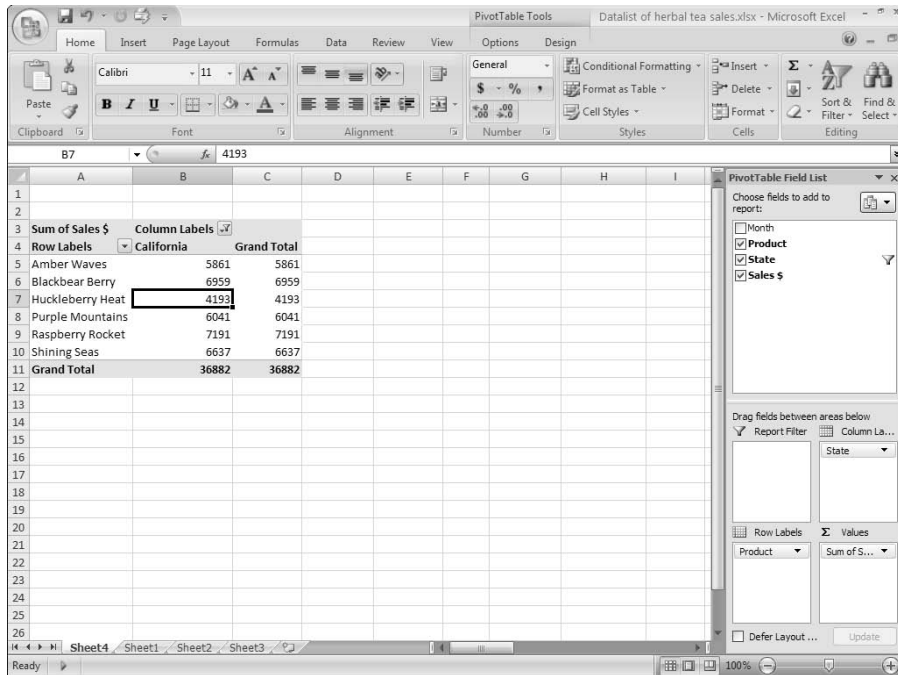 PivotTable Tools Datalist of herbal tea sales.xlsx - Microsoft Excel
Home Insert Page Layout Formulas Data Review View Options Design
Paste
Calibri 11
B I U
General
$ % ,
Conditional Formatting
Format as Table
Cell Styles
Insert
Delete
Format
Σ
Sort & Filter
Find & Select
Clipboard Font Alignment Number Styles Cells Editing
B7 fx 4193
A B C D E F G H I
1
2
3 Sum of Sales $ Column Labels
4 Row Labels California Grand Total
5 Amber Waves 5861 5861
6 Blackbear Berry 6959 6959
7 Huckleberry Heat 4193 4193
8 Purple Mountains 6041 6041
9 Raspberry Rocket 7191 7191
10 Shining Seas 6637 6637
11 Grand Total 36882 36882
12
13
14
15
16
17
18
19
20
21
22
23
24
25
26
PivotTable Field List
Choose fields to add to
report:
Month
Product
State
Sales $
Drag fields between areas below
Report Filter Column La...
State
Row Labels Σ Values
Product Sum of S...
Defer Layout ... Update
Sheet4 Sheet1 Sheet2 Sheet3
Ready 100%